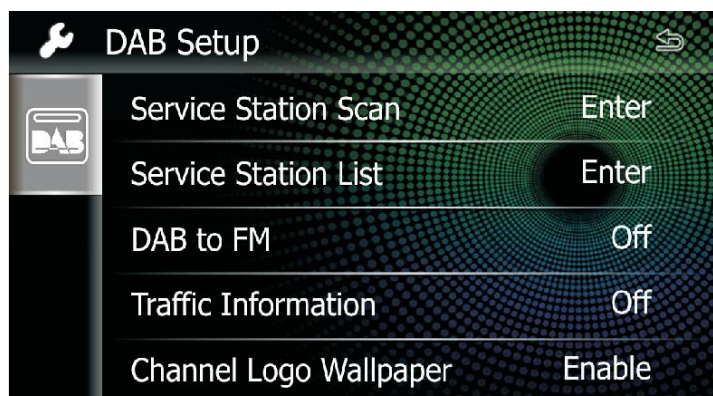 DAB Setup
DAB
Service Station Scan Enter
Service Station List Enter
DAB to FM Off
Traffic Information Off
Channel Logo Wallpaper Enable